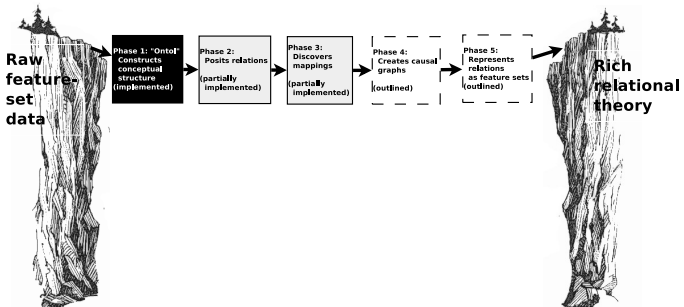 Raw
feature-
set
data
Phase 1: "Ontol"
Constructs
conceptual
structure
(implemented)
Phase 2:
Posits relations
(partially
implemented)
Phase 3:
Discovers
mappings
(partially
implemented)
Phase 4:
Creates causal
graphs
(outlined)
Phase 5:
Represents
relations
as feature sets
(outlined)
Rich
relational
theory